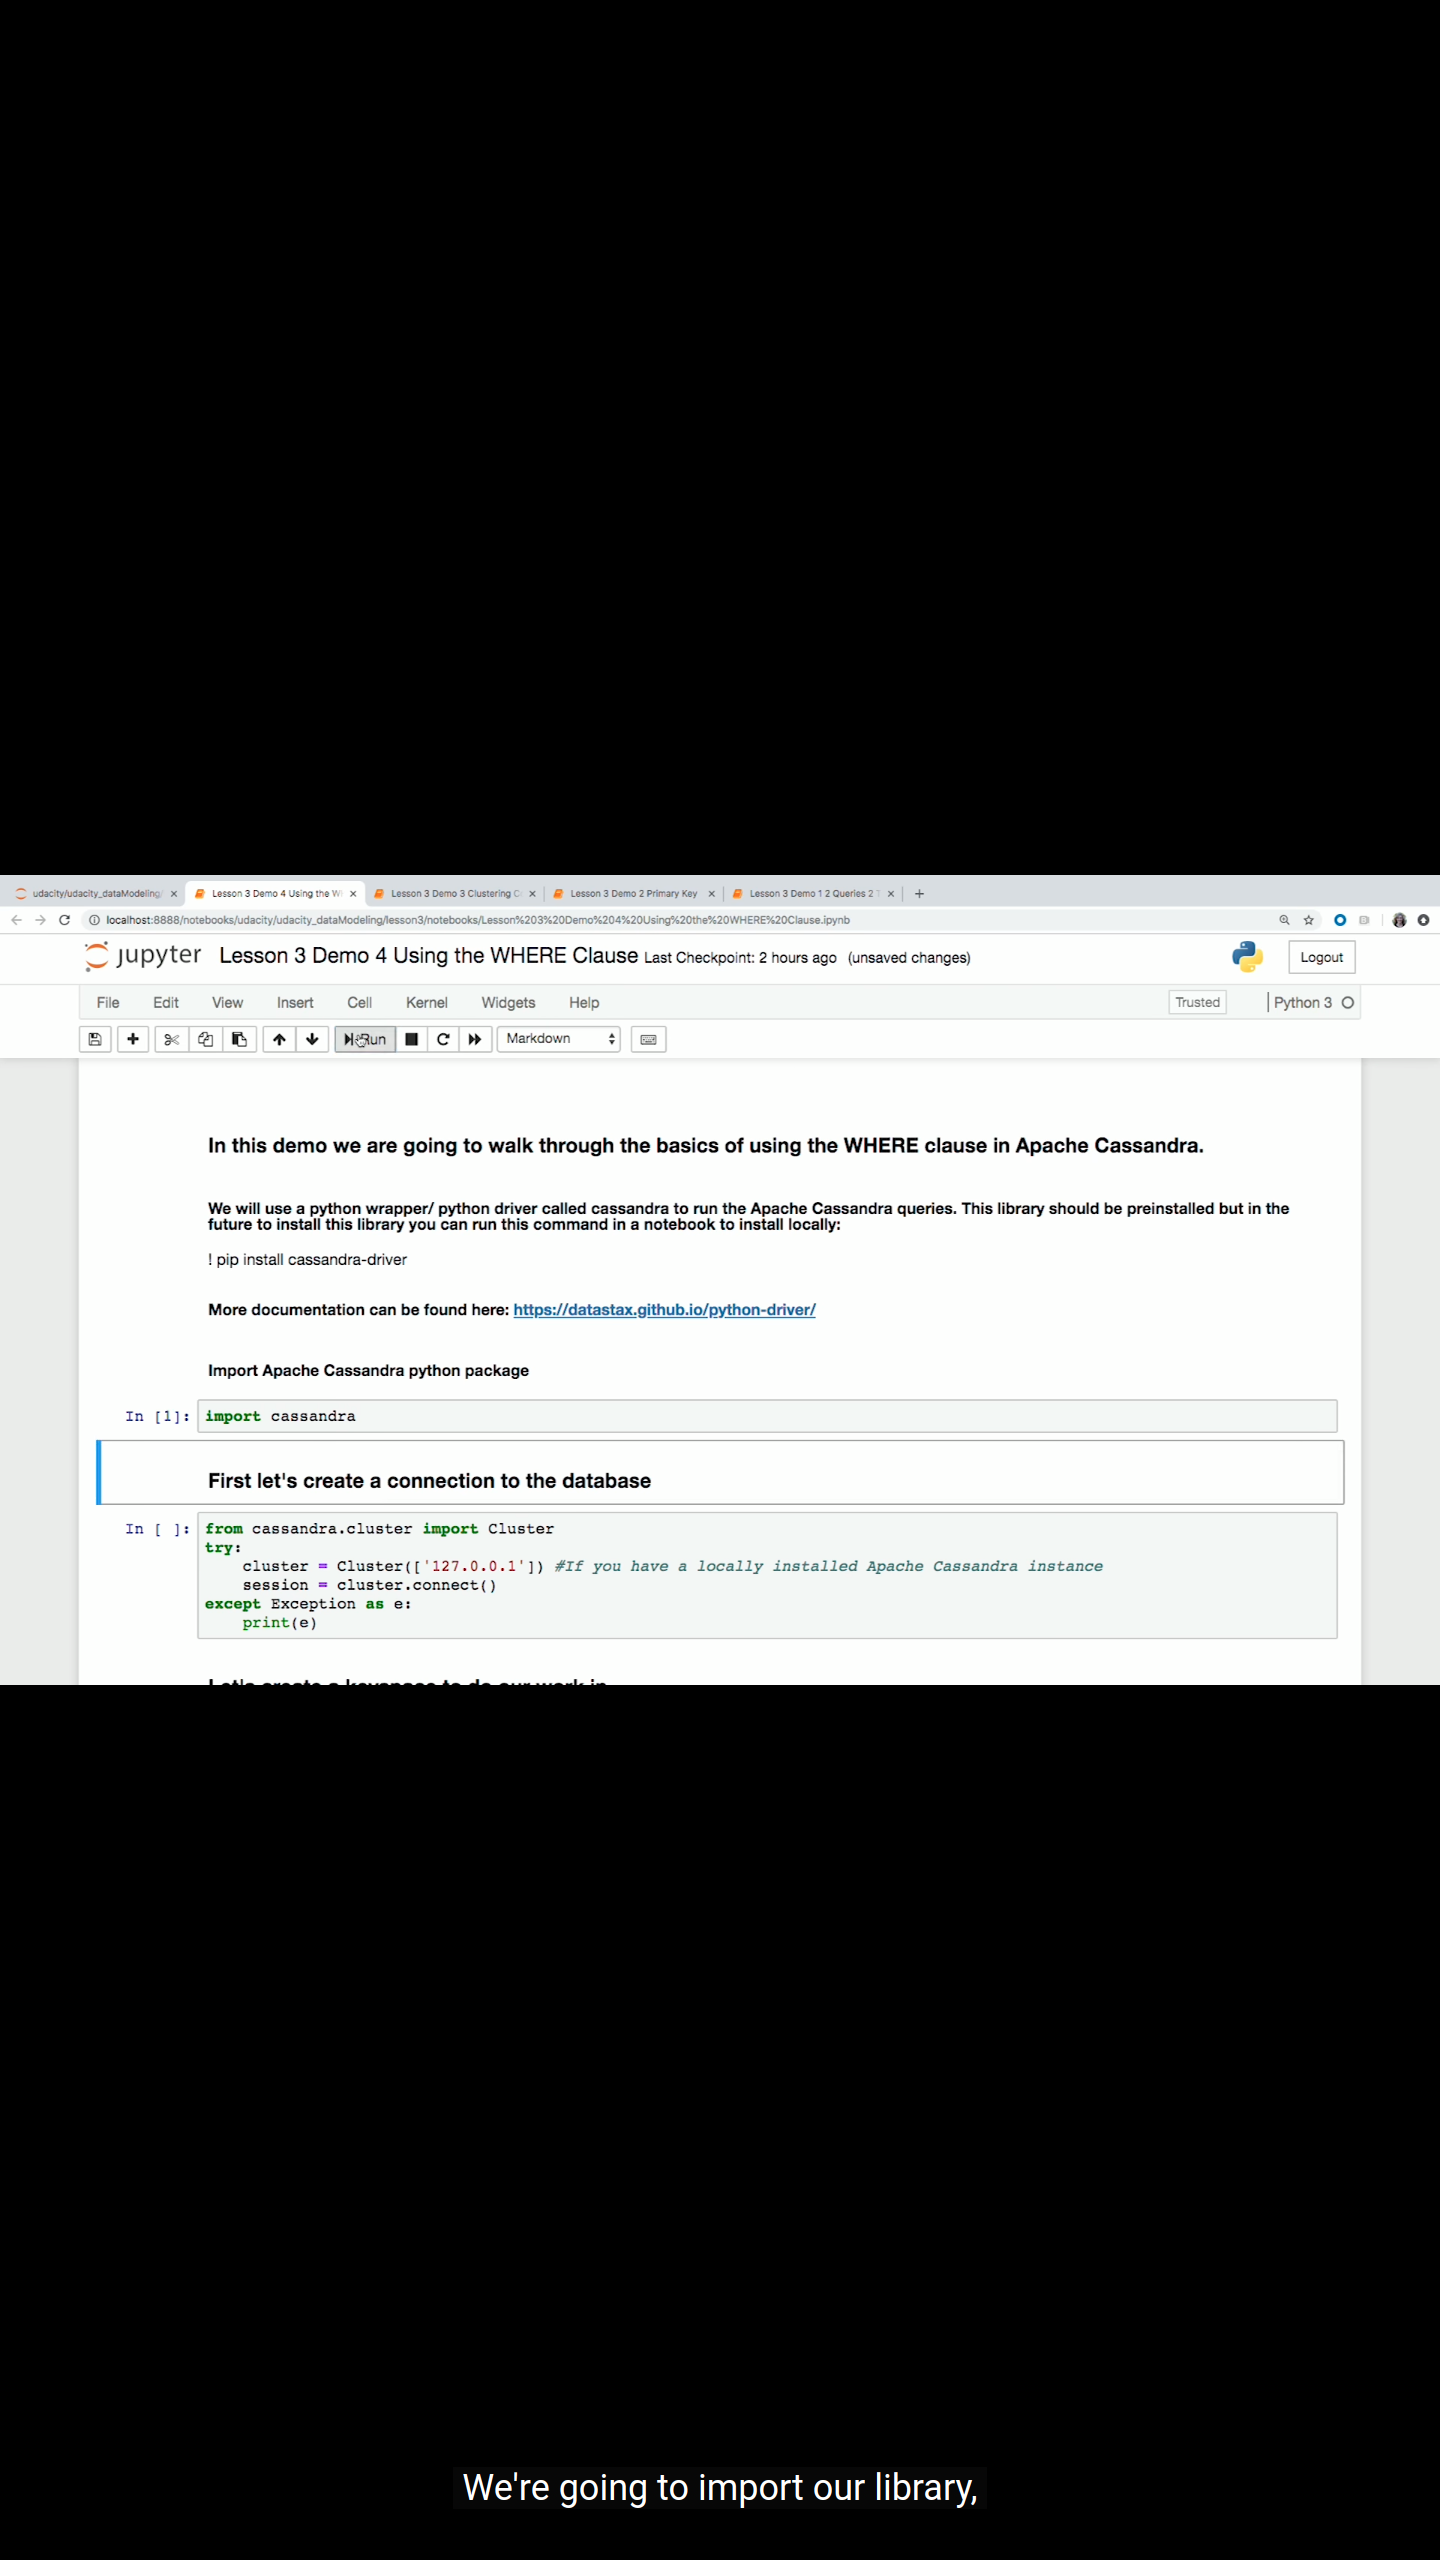 udacity/udacity_dataModeling/
Lesson 3 Demo 4 Using the W
Lesson 3 Demo 3 Clustering C
Lesson 3 Demo 2 Primary Key
Lesson 3 Demo 1 2 Queries 2 T
localhost:8888/notebooks/udacity/udacity_dataModeling/lesson3/notebooks/Lesson%203%20Demo%204%20Using%20the%20WHERE%20Clause.ipynb
jupyter Lesson 3 Demo 4 Using the WHERE Clause Last Checkpoint: 2 hours ago (unsaved changes)
Logout
File Edit View Insert Cell Kernel Widgets Help Trusted Python 3
Run Markdown
In this demo we are going to walk through the basics of using the WHERE clause in Apache Cassandra.
We will use a python wrapper/ python driver called cassandra to run the Apache Cassandra queries. This library should be preinstalled but in the
future to install this library you can run this command in a notebook to install locally:
! pip install cassandra-driver
More documentation can be found here: https://datastax.github.io/python-driver/
Import Apache Cassandra python package
In [1]: import cassandra
First let's create a connection to the database
In [ ]: from cassandra.cluster import Cluster
try:
    cluster = Cluster(['127.0.0.1']) #If you have a locally installed Apache Cassandra instance
    session = cluster.connect()
except Exception as e:
    print(e)
Let's create a keyspace to do our work in
We're going to import our library,